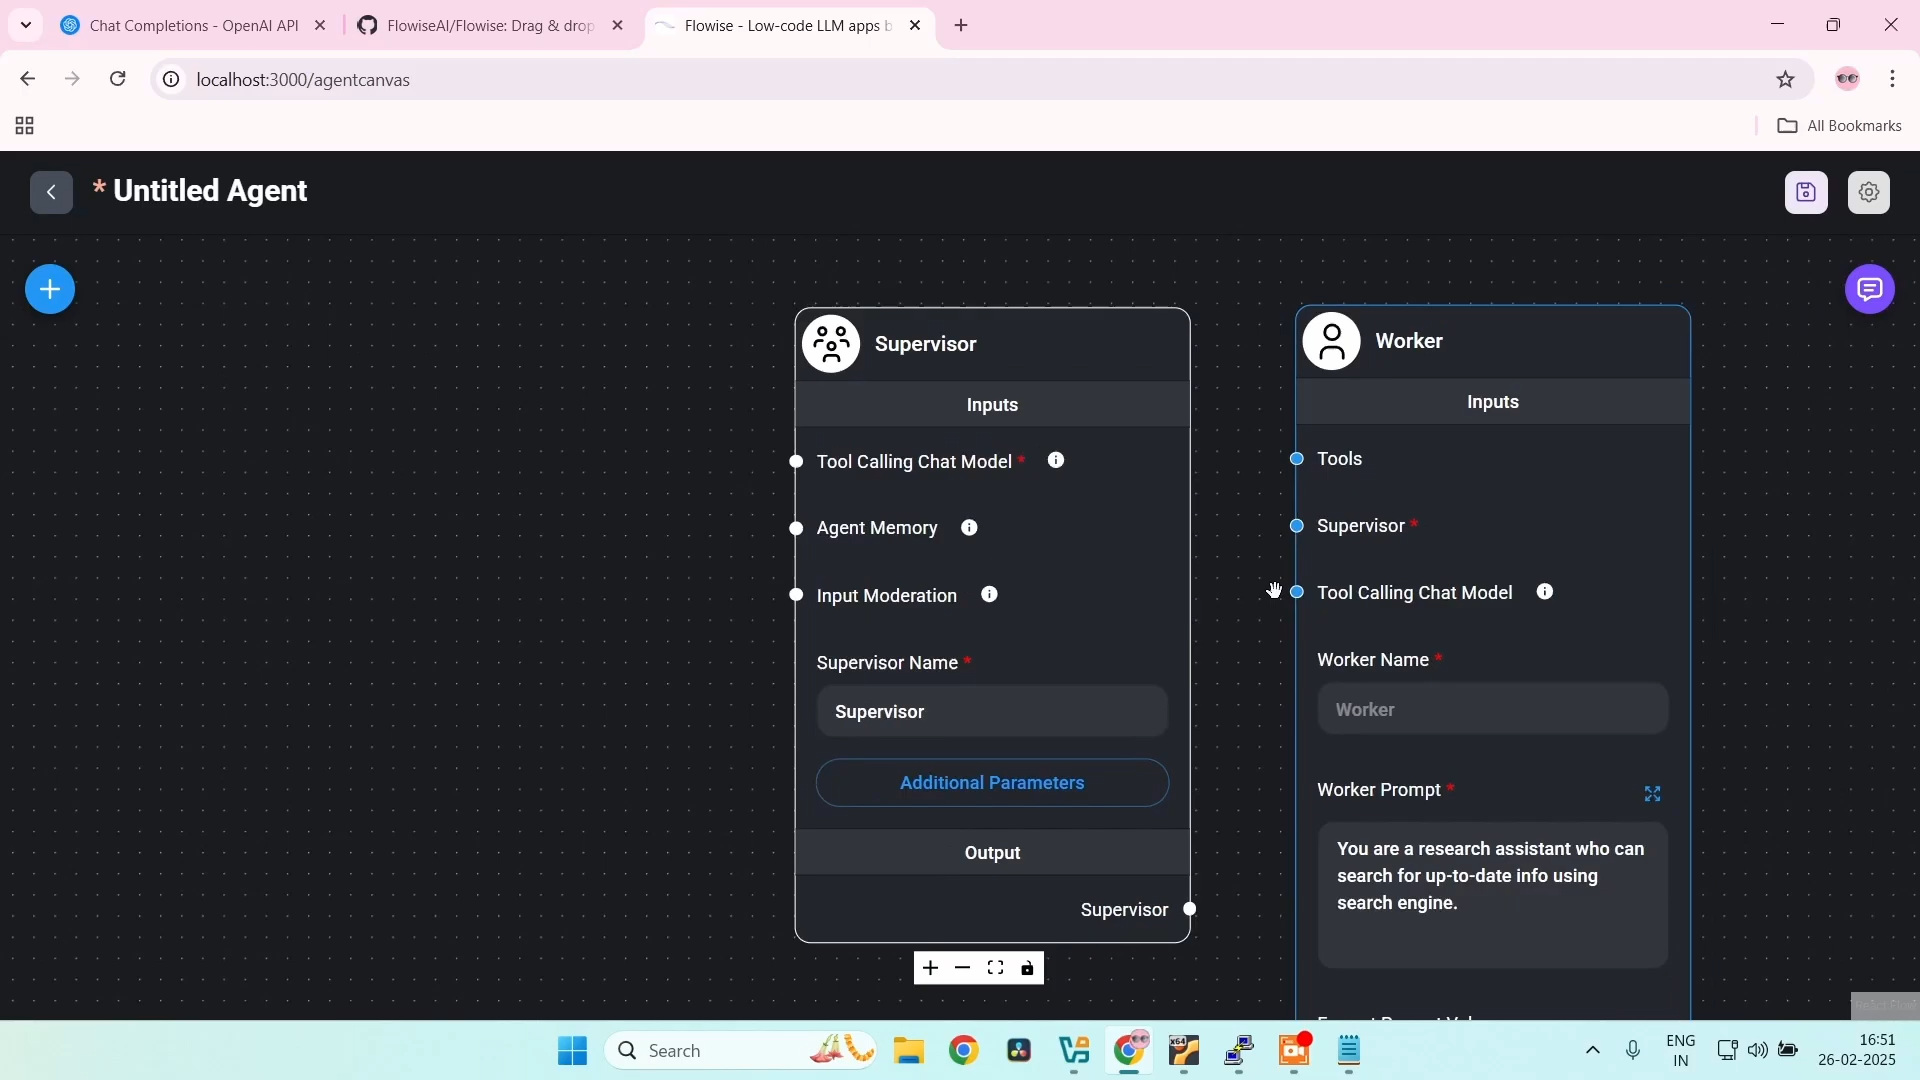 Chat Completions - OpenAI API
FlowiseAI/Flowise: Drag & drop
Flowise - Low-code LLM apps b
localhost:3000/agentcanvas
All Bookmarks
* Untitled Agent
Supervisor
Inputs
Tool Calling Chat Model *
Agent Memory
Input Moderation
Supervisor Name *
Supervisor
Additional Parameters
Output
Supervisor
Worker
Inputs
Tools
Supervisor *
Tool Calling Chat Model
Worker Name *
Worker
Worker Prompt *
You are a research assistant who can
search for up-to-date info using
search engine.
React Flow
Search
x64
ENG
IN
16:51
26-02-2025